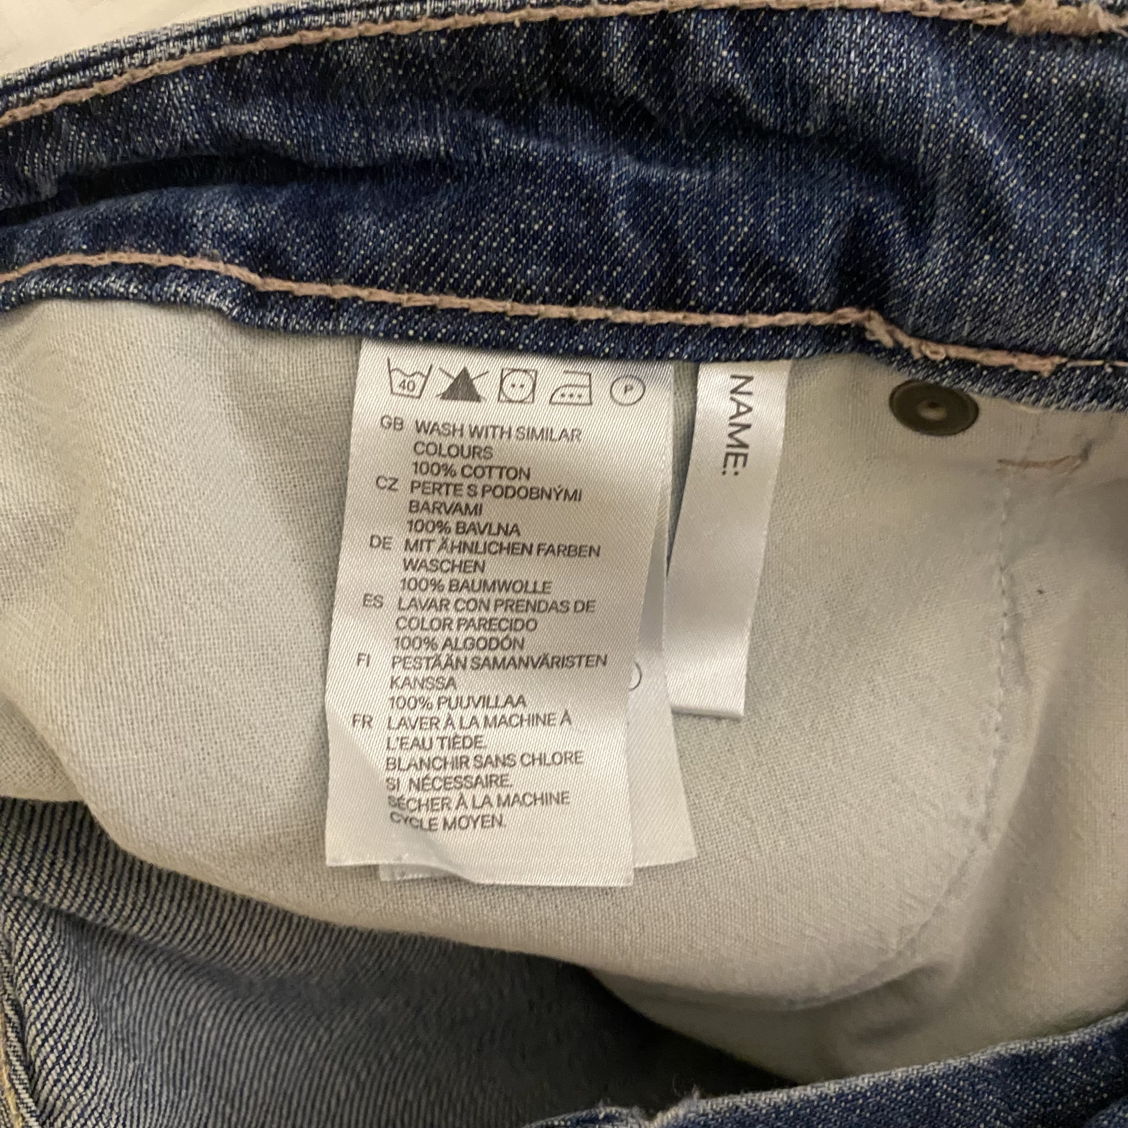 40
P
GB WASH WITH SIMILAR
COLOURS
100% COTTON
CZ PERTE S PODOBNÝMI
BARVAMI
100% BAVLNA
DE MIT ÄHNLICHEN FARBEN
WASCHEN
100% BAUMWOLLE
ES LAVAR CON PRENDAS DE
COLOR PARECIDO
100% ALGODÓN
FI PESTÄÄN SAMANVÄRISTEN
KANSSA
100% PUUVILLAA
FR LAVER À LA MACHINE À
L'EAU TIÈDE.
BLANCHIR SANS CHLORE
SI NÉCESSAIRE.
SÉCHER À LA MACHINE
CYCLE MOYEN.
NAME: